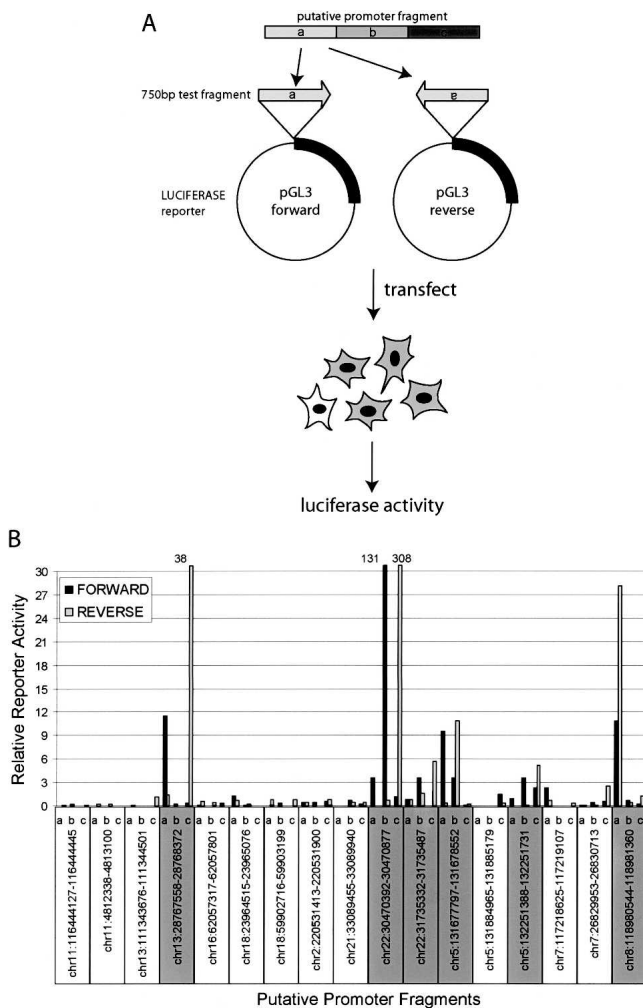 A
putative promoter fragment
a b c
750bp test fragment
a
a
LUCIFERASE
reporter
pGL3
forward
pGL3
reverse
transfect
luciferase activity
B
38
131
308
FORWARD
REVERSE
Relative Reporter Activity
30
27
24
21
18
15
12
9
6
3
0
a b c a b c a b c a b c a b c a b c a b c a b c a b c a b c a b c a b c a b c a b c a b c a b c a b c
chr11:116444127-116444445
chr11:4812338-4813100
chr13:111343676-111344501
chr13:28767558-28768372
chr16:62057317-62057801
chr18:23964515-23965076
chr18:59902716-59903199
chr2:220531413-220531900
chr21:33089455-33089940
chr22:30470392-30470877
chr22:31735332-31735487
chr5:131677797-131678552
chr5:131884965-131885179
chr5:132251388-132251731
chr7:117218625-117219107
chr7:26829953-26830713
chr8:118980544-118981360
Putative Promoter Fragments